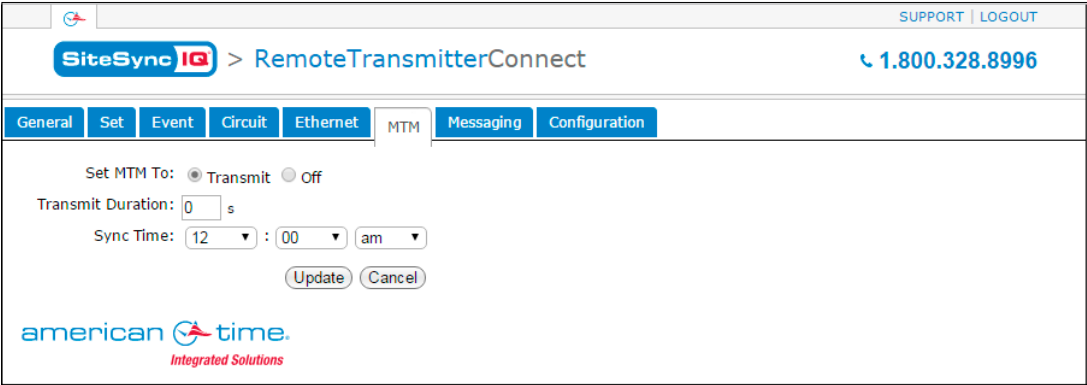 SUPPORT | LOGOUT
SiteSync IQ > RemoteTransmitterConnect
1.800.328.8996
General Set Event Circuit Ethernet MTM Messaging Configuration
Set MTM To: Transmit Off
Transmit Duration: 0 s
Sync Time: 12 : 00 am
Update Cancel
american time.
Integrated Solutions